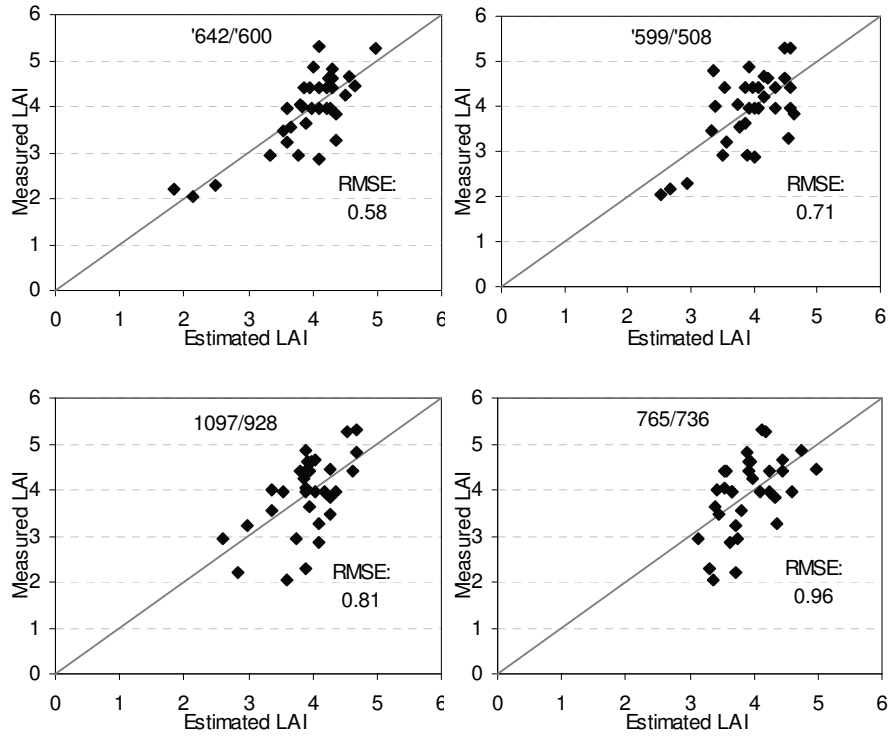 6
5
4
3
2
1
0
Measured LAI
'642/'600
RMSE:
0.58
0 1 2 3 4 5 6
Estimated LAI
6
5
4
3
2
1
0
Measured LAI
'599/'508
RMSE:
0.71
0 1 2 3 4 5 6
Estimated LAI
6
5
4
3
2
1
0
Measured LAI
1097/928
RMSE:
0.81
0 1 2 3 4 5 6
Estimated LAI
6
5
4
3
2
1
0
Measured LAI
765/736
RMSE:
0.96
0 1 2 3 4 5 6
Estimated LAI